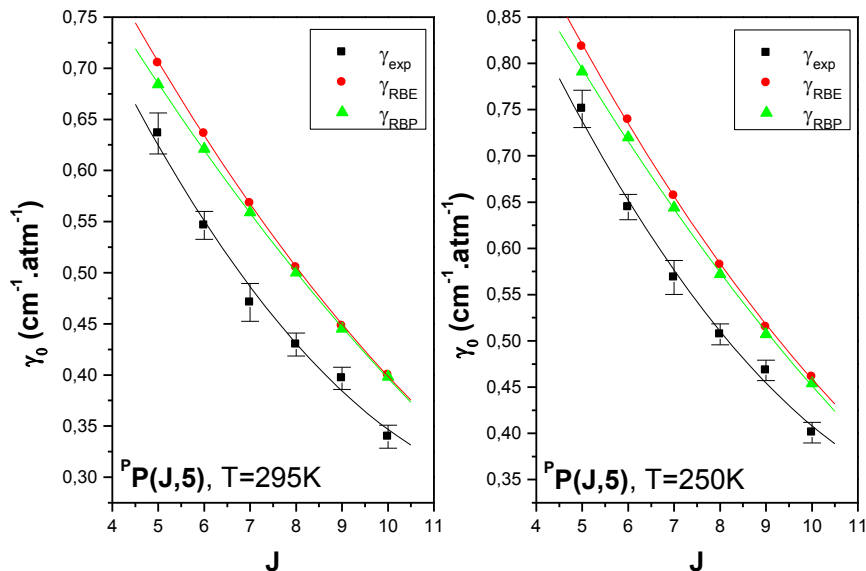 γ₀ (cm⁻¹.atm⁻¹)
0,75
0,70
0,65
0,60
0,55
0,50
0,45
0,40
0,35
0,30
γexp
γRBE
γRBP
ᴾP(J,5), T=295K
4 5 6 7 8 9 10 11
J
γ₀ (cm⁻¹.atm⁻¹)
0,85
0,80
0,75
0,70
0,65
0,60
0,55
0,50
0,45
0,40
0,35
γexp
γRBE
γRBP
ᴾP(J,5), T=250K
4 5 6 7 8 9 10 11
J